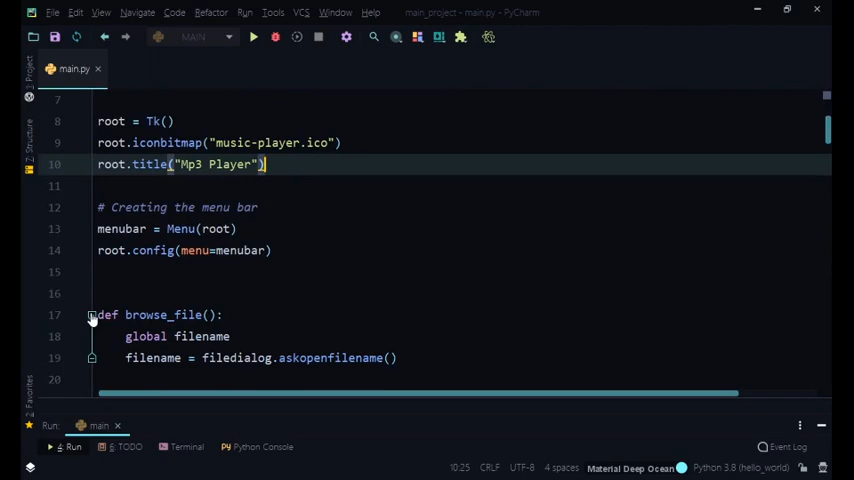 File Edit View Navigate Code Refactor Run Tools VCS Window Help main_project - main.py - PyCharm
MAIN
1: Project
main.py
7
8 root = Tk()
9 root.iconbitmap("music-player.ico")
10 root.title("Mp3 Player")
11
12 # Creating the menu bar
13 menubar = Menu(root)
14 root.config(menu=menubar)
15
16
17 def browse_file():
18 global filename
19 filename = filedialog.askopenfilename()
20
Z: Structure
2: Favorites
Run: main
4: Run 6: TODO Terminal Python Console Event Log
10:25 CRLF UTF-8 4 spaces Material Deep Ocean Python 3.8 (hello_world)